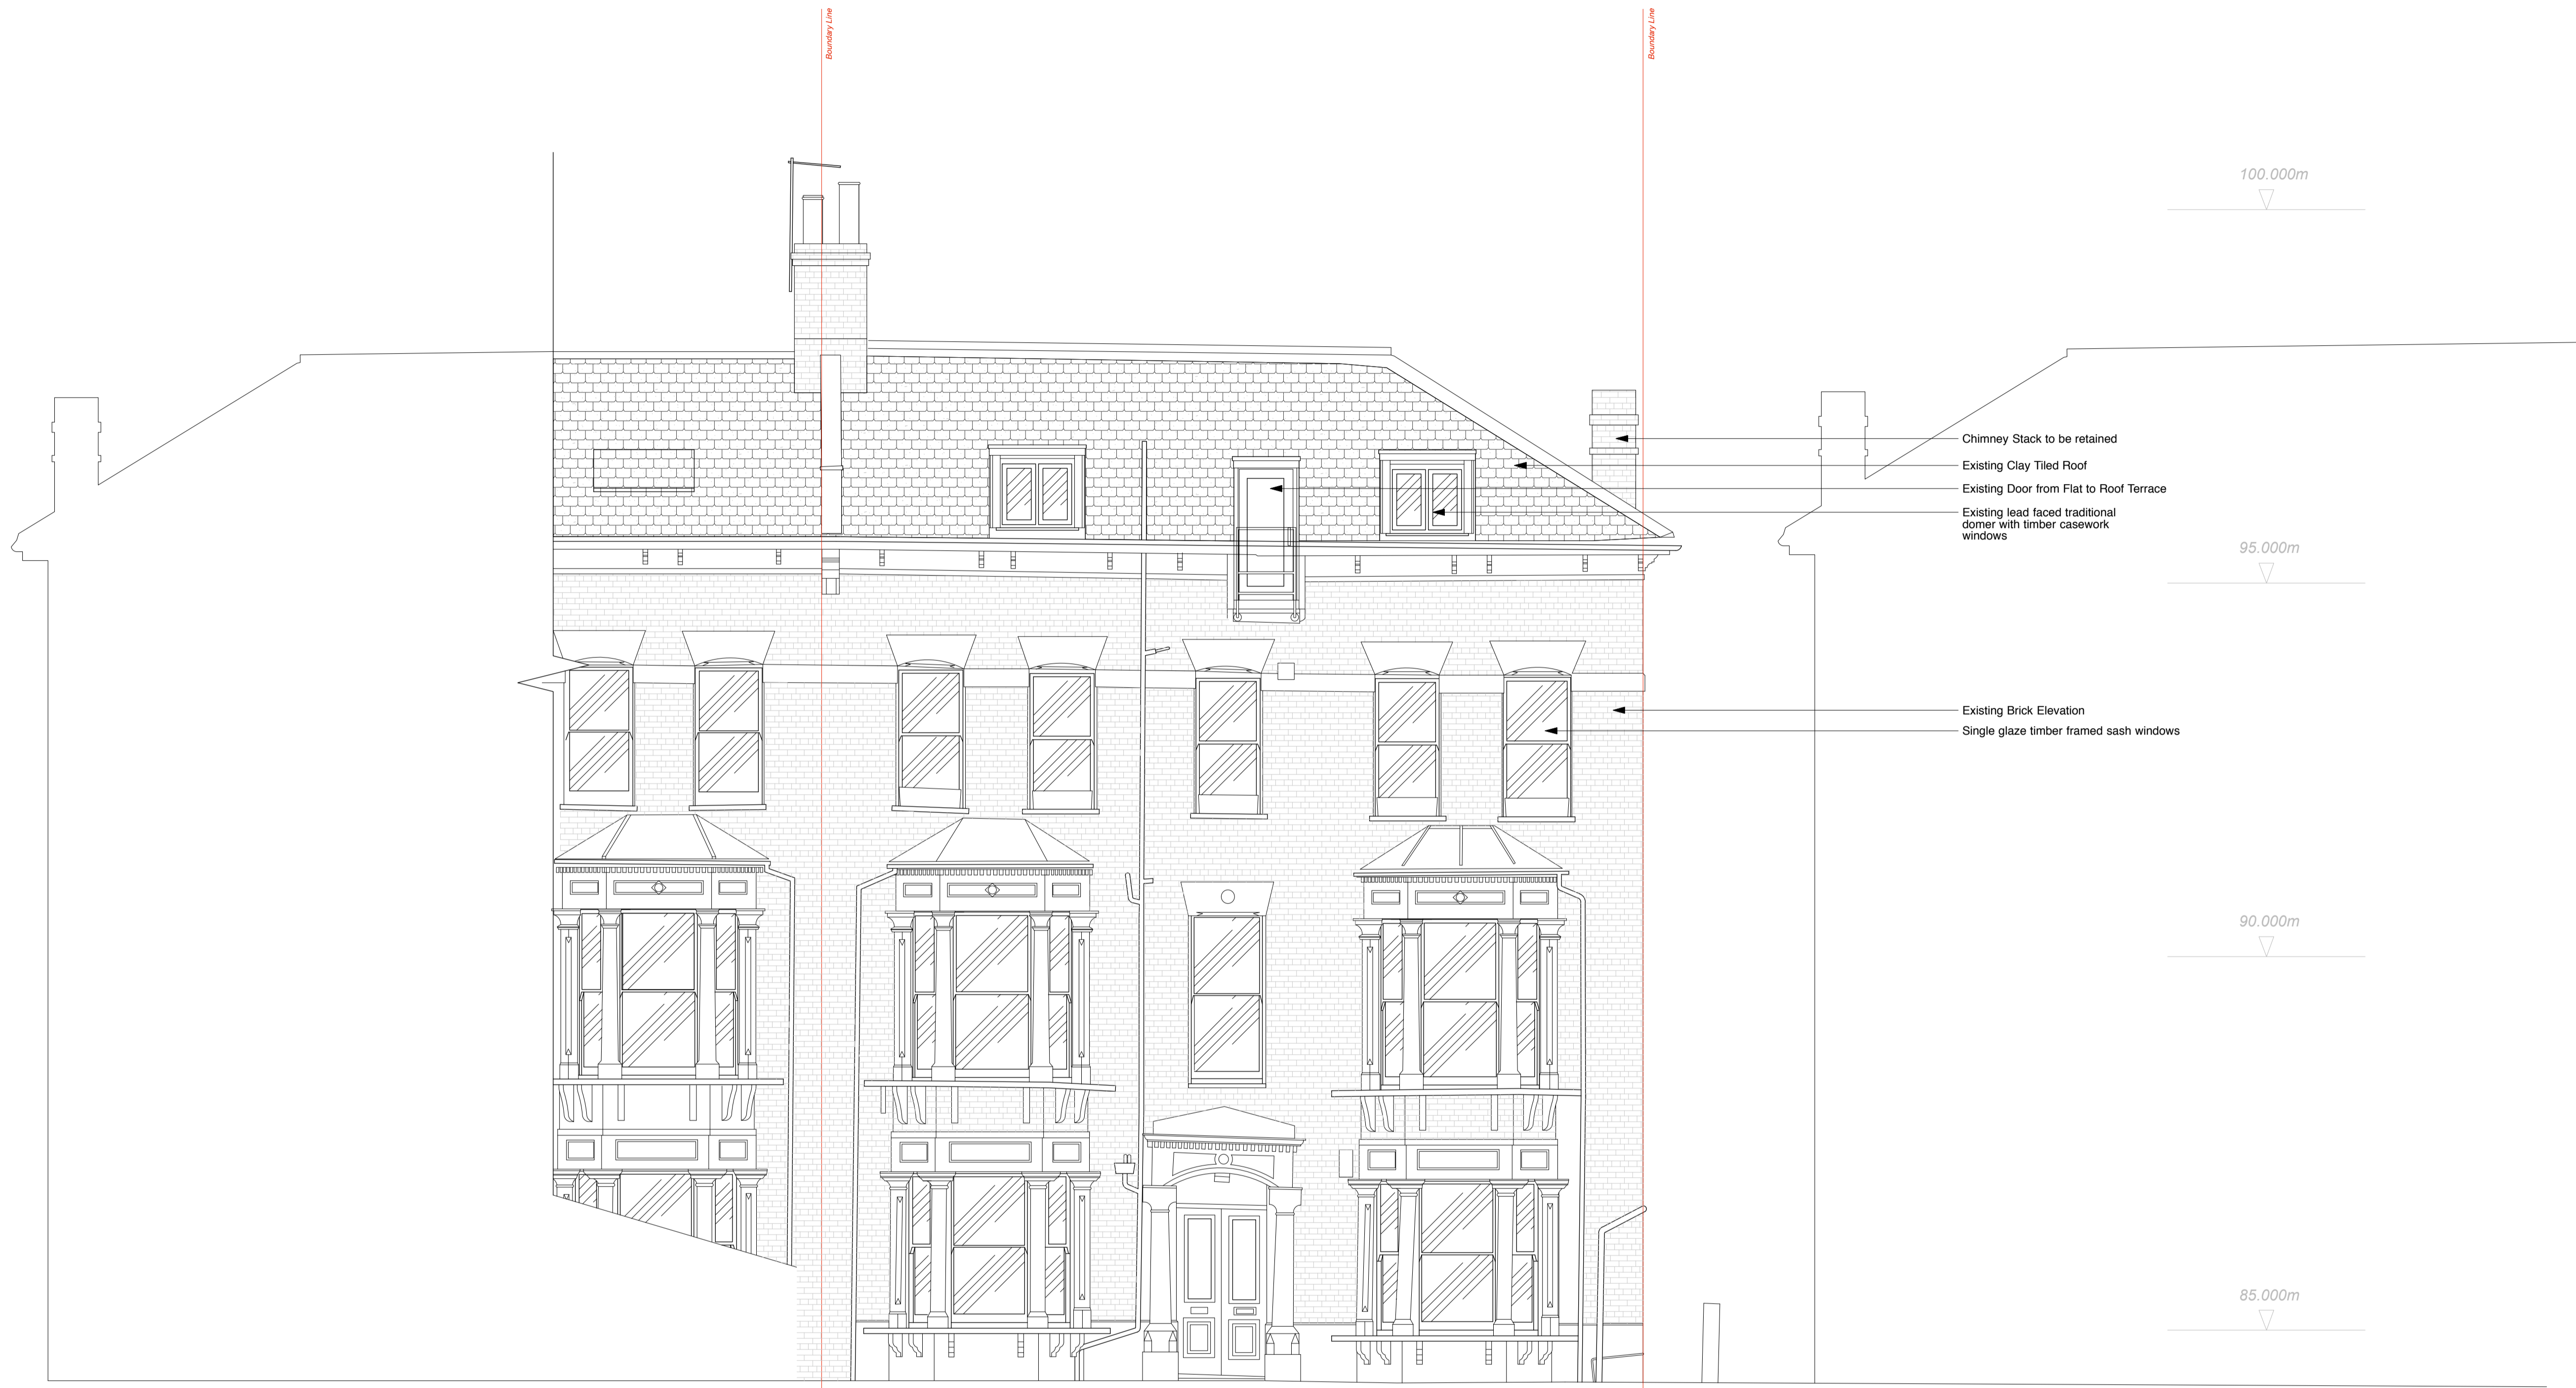 Boundary Line
Boundary Line
100.000m
Chimney Stack to be retained
Existing Clay Tiled Roof
Existing Door from Flat to Roof Terrace
Existing lead faced traditional
domer with timber casework
windows
95.000m
Existing Brick Elevation
Single glaze timber framed sash windows
90.000m
85.000m